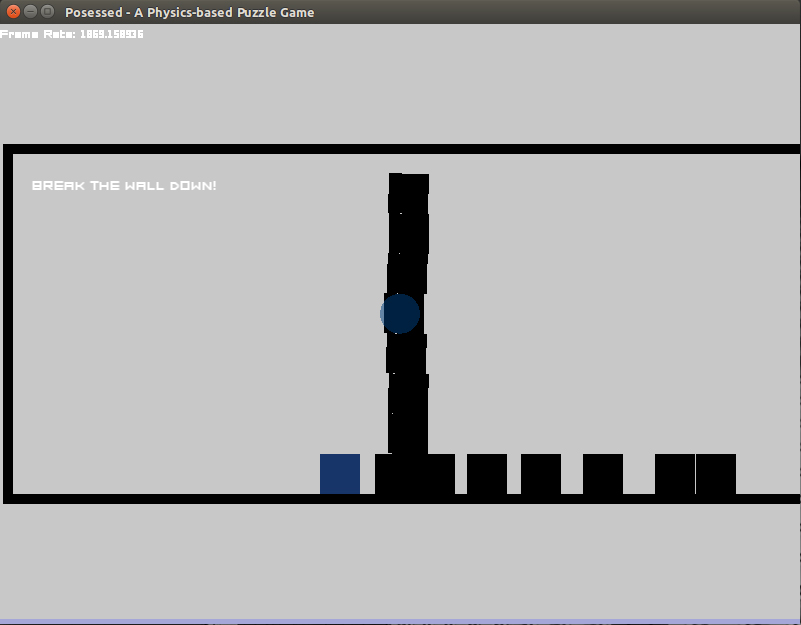 Posessed - A Physics-based Puzzle Game
Frame Rate: 1869.158936
BREAK THE WALL DOWN!